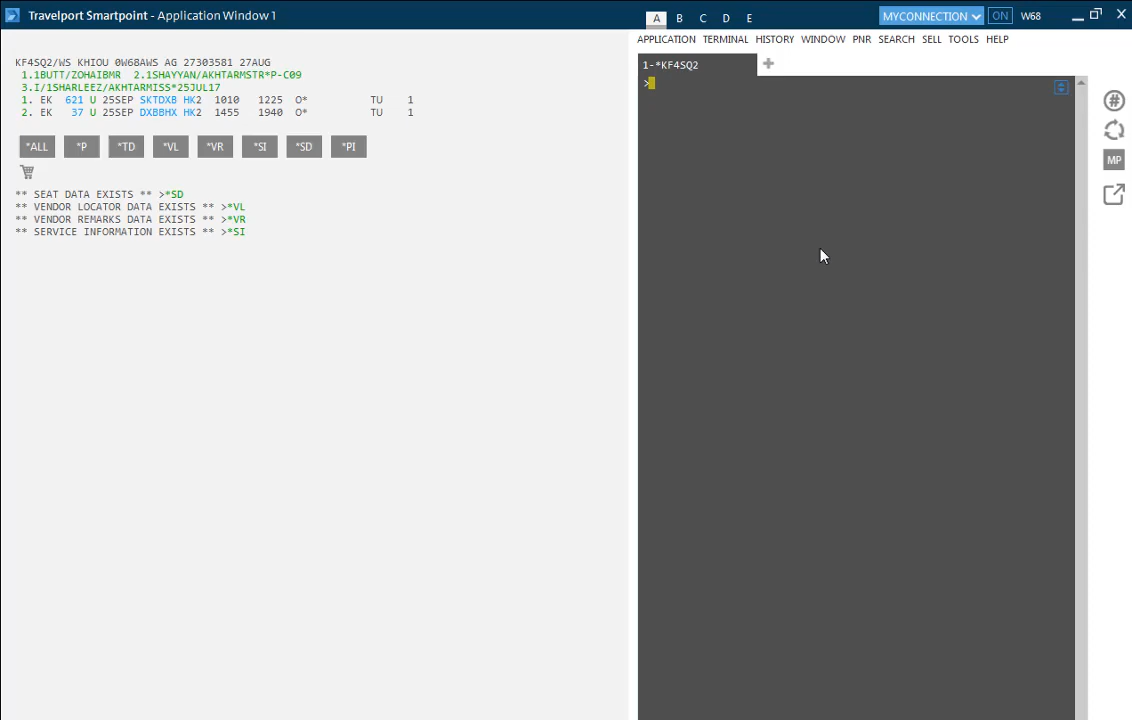 Travelport Smartpoint - Application Window 1
A B C D E
MYCONNECTION ON W68
APPLICATION TERMINAL HISTORY WINDOW PNR SEARCH SELL TOOLS HELP
KF4SQ2/WS KHIOU 0W68AWS AG 27303581 27AUG
1.1BUTT/ZOHAIBMR 2.1SHAYYAN/AKHTARMSTR*P-C09
3.I/1SHARLEEZ/AKHTARMISS*25JUL17
1. EK 621 U 25SEP SKTDXB HK2 1010 1225 O* TU 1
2. EK 37 U 25SEP DXBBHX HK2 1455 1940 O* TU 1
*ALL *P *TD *VL *VR *SI *SD *PI
** SEAT DATA EXISTS ** >*SD
** VENDOR LOCATOR DATA EXISTS ** >*VL
** VENDOR REMARKS DATA EXISTS ** >*VR
** SERVICE INFORMATION EXISTS ** >*SI
1-*KF4SQ2
>
#
MP